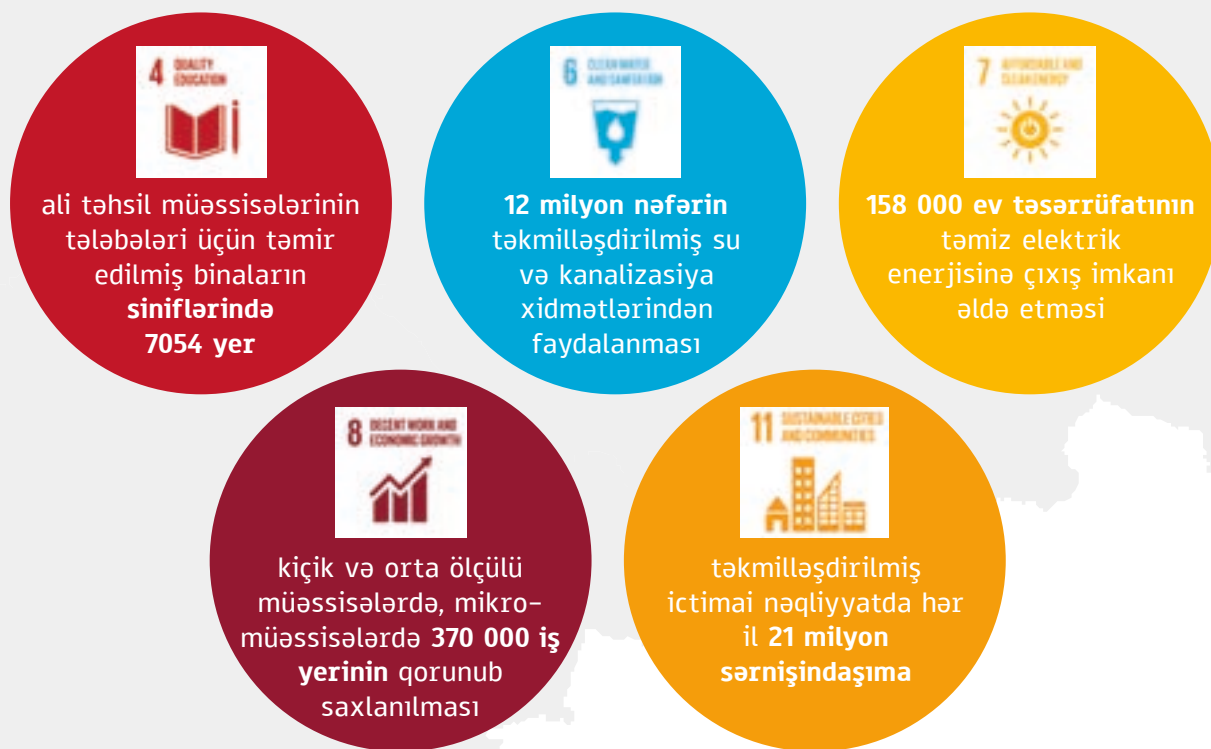 4 QUALITY
EDUCATION
ali təhsil müəssisələrinin
tələbələri üçün təmir
edilmiş binaların
siniflərində
7054 yer
6 CLEAN WATER
AND SANITATION
12 milyon nəfərin
təkmilləşdirilmiş su
və kanalizasiya
xidmətlərindən
faydalanması
7 AFFORDABLE AND
CLEAN ENERGY
158 000 ev təsərrüfatının
təmiz elektrik
enerjisinə çıxış imkanı
əldə etməsi
8 DECENT WORK AND
ECONOMIC GROWTH
kiçik və orta ölçülü
müəssisələrdə, mikro-
müəssisələrdə 370 000 iş
yerinin qorunub
saxlanılması
11 SUSTAINABLE CITIES
AND COMMUNITIES
təkmilləşdirilmiş
ictimai nəqliyyatda hər
il 21 milyon
sərnişindaşıma